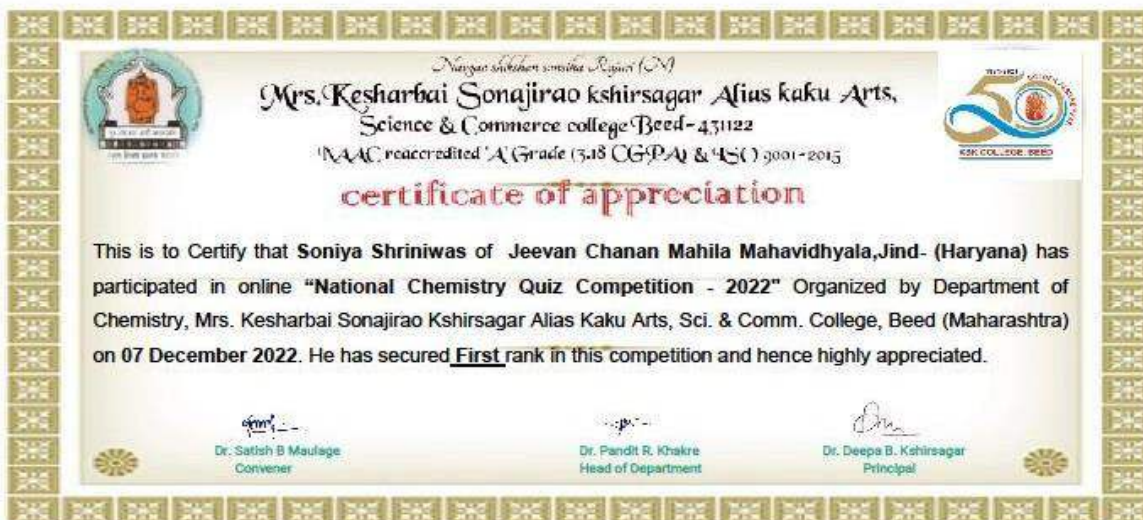 Navgan shikshan sanstha Rajuri (N)
Mrs. Kesharbai Sonajirao kshirsagar Alias kaku Arts,
Science & Commerce college Beed-431122
NAAC reaccredited 'A' Grade (3.18 CGPA) & ISO 9001-2015
certificate of appreciation
50
KSK COLLEGE, BEED
This is to Certify that Soniya Shriniwas of Jeevan Chanan Mahila Mahavidhyala,Jind- (Haryana) has
participated in online “National Chemistry Quiz Competition - 2022” Organized by Department of
Chemistry, Mrs. Kesharbai Sonajirao Kshirsagar Alias Kaku Arts, Sci. & Comm. College, Beed (Maharashtra)
on 07 December 2022. He has secured First rank in this competition and hence highly appreciated.
Dr. Satish B Maulage
Convener
Dr. Pandit R. Khakre
Head of Department
Dr. Deepa B. Kshirsagar
Principal